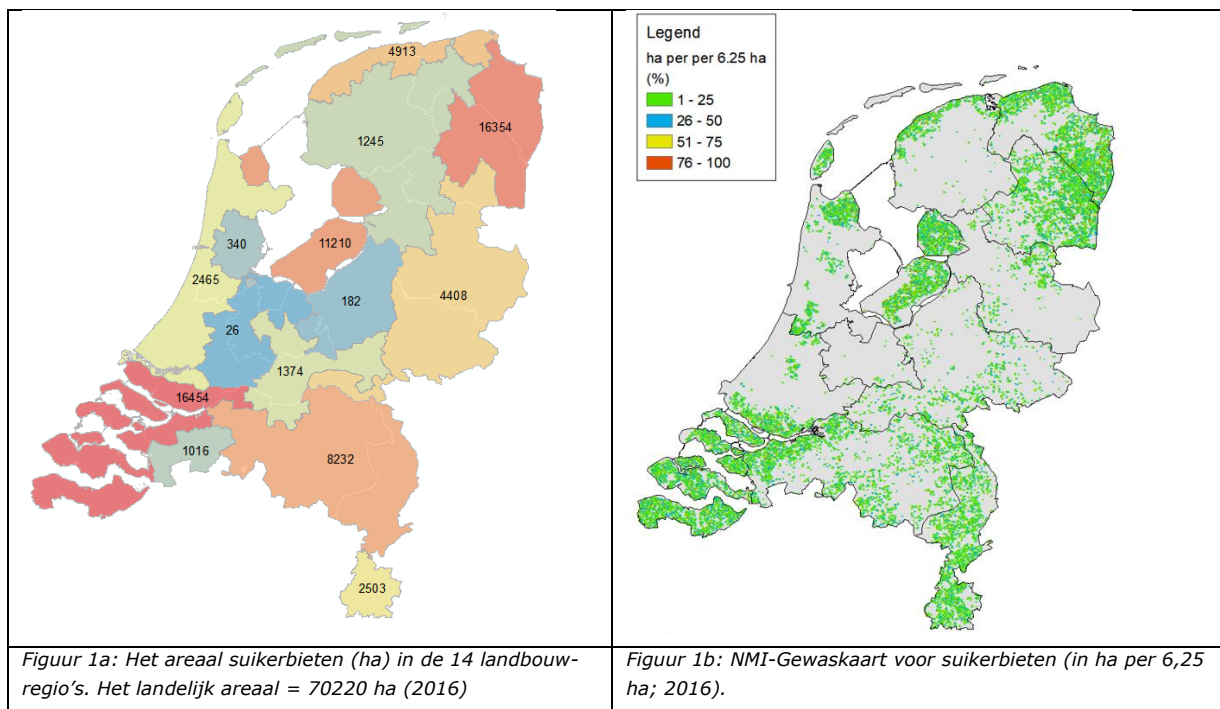 4913
16354
1245
340
11210
2465
182
4408
26
1374
16454
1016
8232
2503
Legend
ha per per 6.25 ha
(%)
1 - 25
26 - 50
51 - 75
76 - 100
Figuur 1a: Het areaal suikerbieten (ha) in de 14 landbouw-
regio's. Het landelijk areaal = 70220 ha (2016)
Figuur 1b: NMI-Gewaskaart voor suikerbieten (in ha per 6,25
ha; 2016).